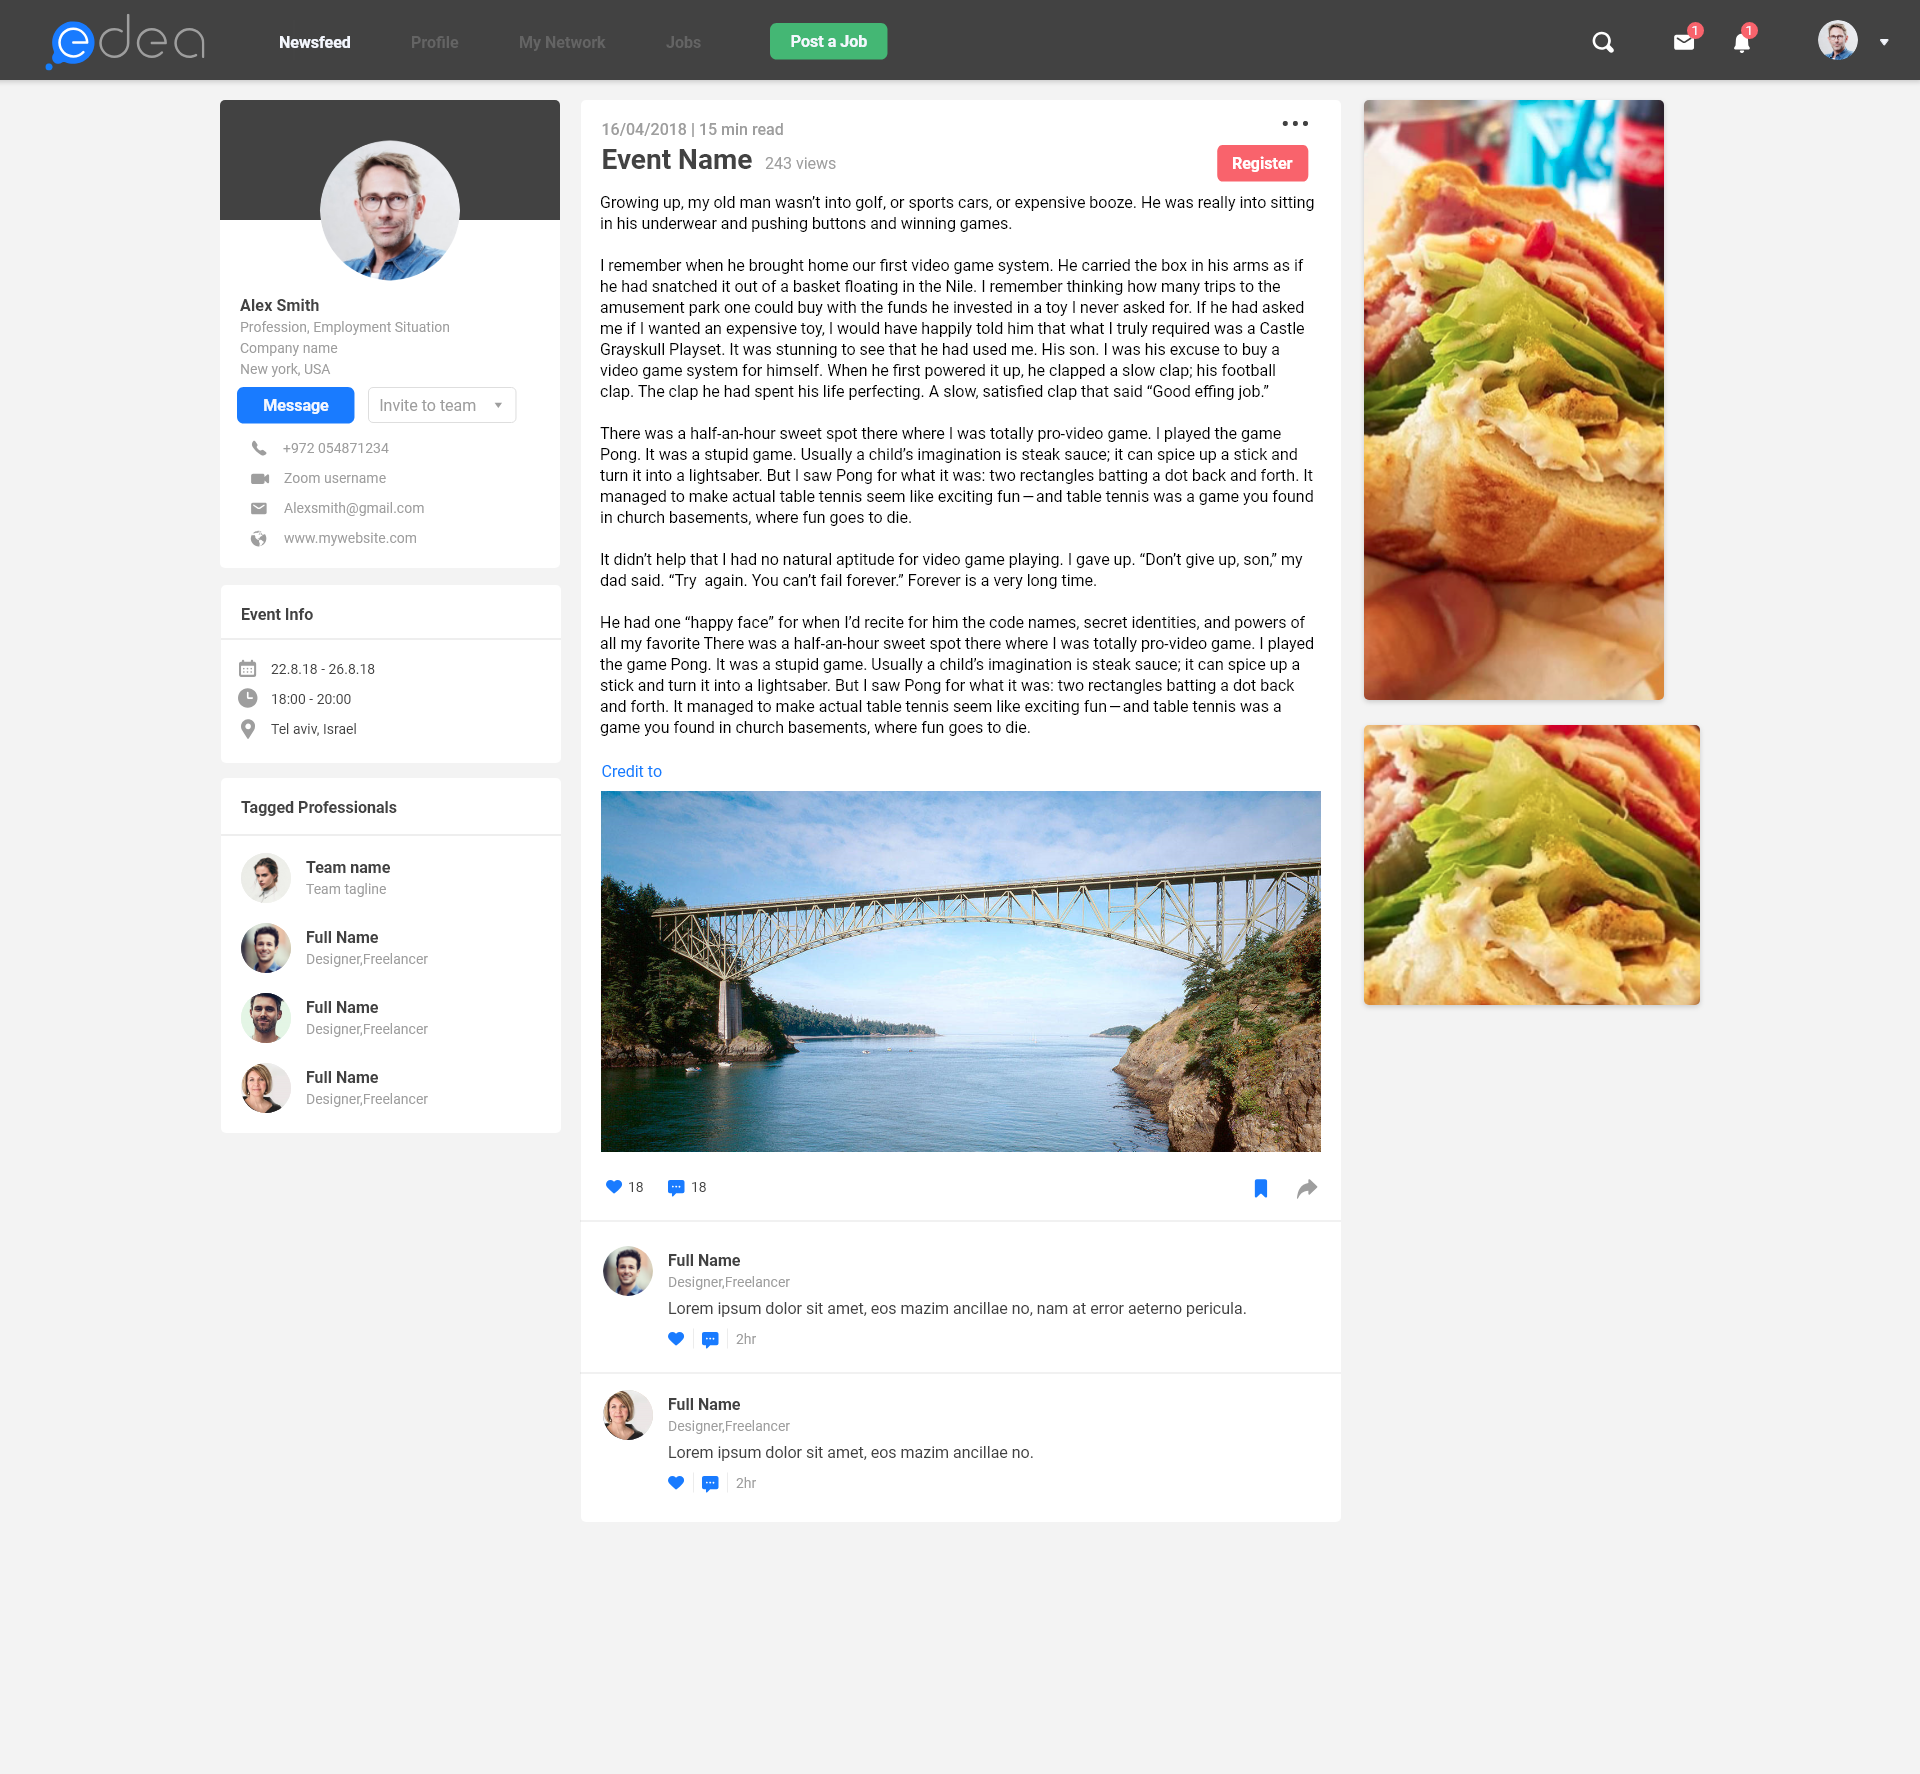 edea
Newsfeed
Profile
My Network
Jobs
Post a Job
1
1
Alex Smith
Profession, Employment Situation
Company name
New york, USA
Message
Invite to team
+972 054871234
Zoom username
Alexsmith@gmail.com
www.mywebsite.com
Event Info
22.8.18 - 26.8.18
18:00 - 20:00
Tel aviv, Israel
Tagged Professionals
Team name
Team tagline
Full Name
Designer,Freelancer
Full Name
Designer,Freelancer
Full Name
Designer,Freelancer
16/04/2018 | 15 min read
Event Name 243 views
Register
Growing up, my old man wasn’t into golf, or sports cars, or expensive booze. He was really into sitting
in his underwear and pushing buttons and winning games.
I remember when he brought home our first video game system. He carried the box in his arms as if
he had snatched it out of a basket floating in the Nile. I remember thinking how many trips to the
amusement park one could buy with the funds he invested in a toy I never asked for. If he had asked
me if I wanted an expensive toy, I would have happily told him that what I truly required was a Castle
Grayskull Playset. It was stunning to see that he had used me. His son. I was his excuse to buy a
video game system for himself. When he first powered it up, he clapped a slow clap; his football
clap. The clap he had spent his life perfecting. A slow, satisfied clap that said “Good effing job.”
There was a half-an-hour sweet spot there where I was totally pro-video game. I played the game
Pong. It was a stupid game. Usually a child’s imagination is steak sauce; it can spice up a stick and
turn it into a lightsaber. But I saw Pong for what it was: two rectangles batting a dot back and forth. It
managed to make actual table tennis seem like exciting fun — and table tennis was a game you found
in church basements, where fun goes to die.
It didn’t help that I had no natural aptitude for video game playing. I gave up. “Don’t give up, son,” my
dad said. “Try  again. You can’t fail forever.” Forever is a very long time.
He had one “happy face” for when I’d recite for him the code names, secret identities, and powers of
all my favorite There was a half-an-hour sweet spot there where I was totally pro-video game. I played
the game Pong. It was a stupid game. Usually a child’s imagination is steak sauce; it can spice up a
stick and turn it into a lightsaber. But I saw Pong for what it was: two rectangles batting a dot back
and forth. It managed to make actual table tennis seem like exciting fun — and table tennis was a
game you found in church basements, where fun goes to die.
Credit to
18
18
Full Name
Designer,Freelancer
Lorem ipsum dolor sit amet, eos mazim ancillae no, nam at error aeterno pericula.
2hr
Full Name
Designer,Freelancer
Lorem ipsum dolor sit amet, eos mazim ancillae no.
2hr